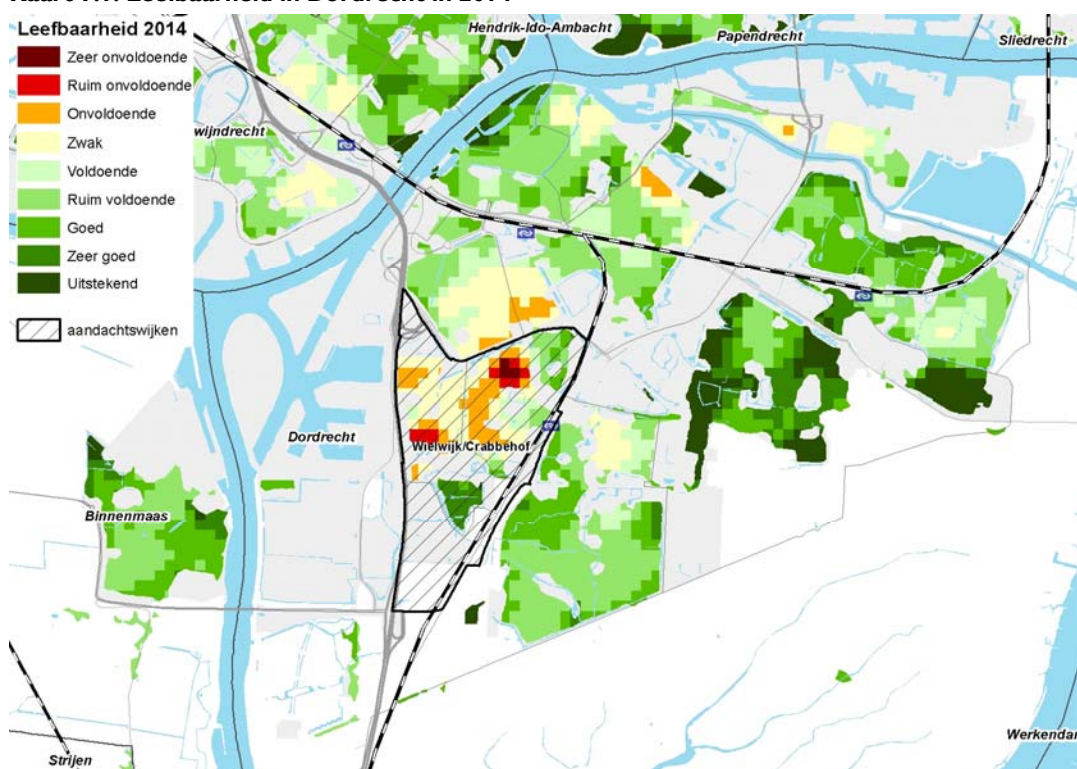 Leefbaarheid 2014
Zeer onvoldoende
Ruim onvoldoende
Onvoldoende
Zwak
Voldoende
Ruim voldoende
Goed
Zeer goed
Uitstekend
aandachtswijken
Hendrik-Ido-Ambacht
Papendrecht
Sliedrecht
wijndrecht
Dordrecht
Wielwijk/Crabbehof
Binnenmaas
Strijen
Werkendam